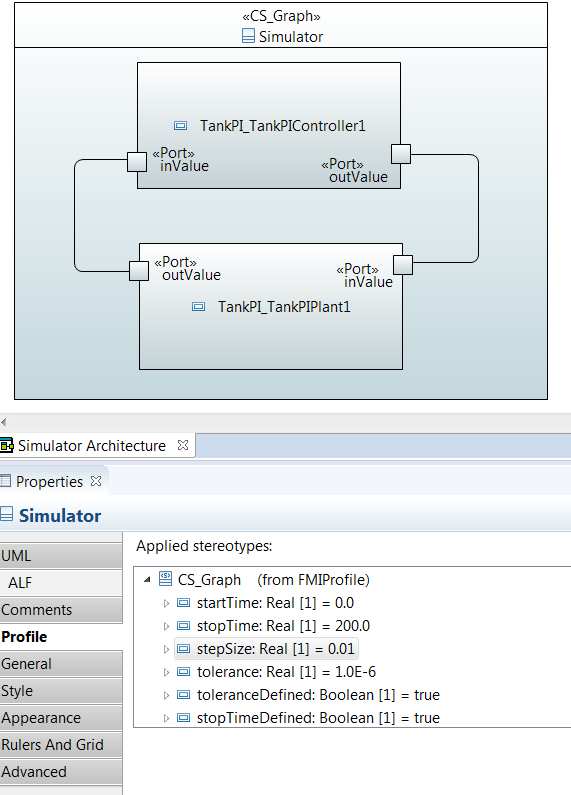 «CS_Graph»
Simulator
TankPI_TankPIController1
«Port»
inValue
«Port»
outValue
«Port»
outValue
«Port»
inValue
TankPI_TankPIPlant1
Simulator Architecture
Properties
Simulator
UML
ALF
Comments
Profile
General
Style
Appearance
Rulers And Grid
Advanced
Applied stereotypes:
CS_Graph (from FMIProfile)
startTime: Real [1] = 0.0
stopTime: Real [1] = 200.0
stepSize: Real [1] = 0.01
tolerance: Real [1] = 1.0E-6
toleranceDefined: Boolean [1] = true
stopTimeDefined: Boolean [1] = true